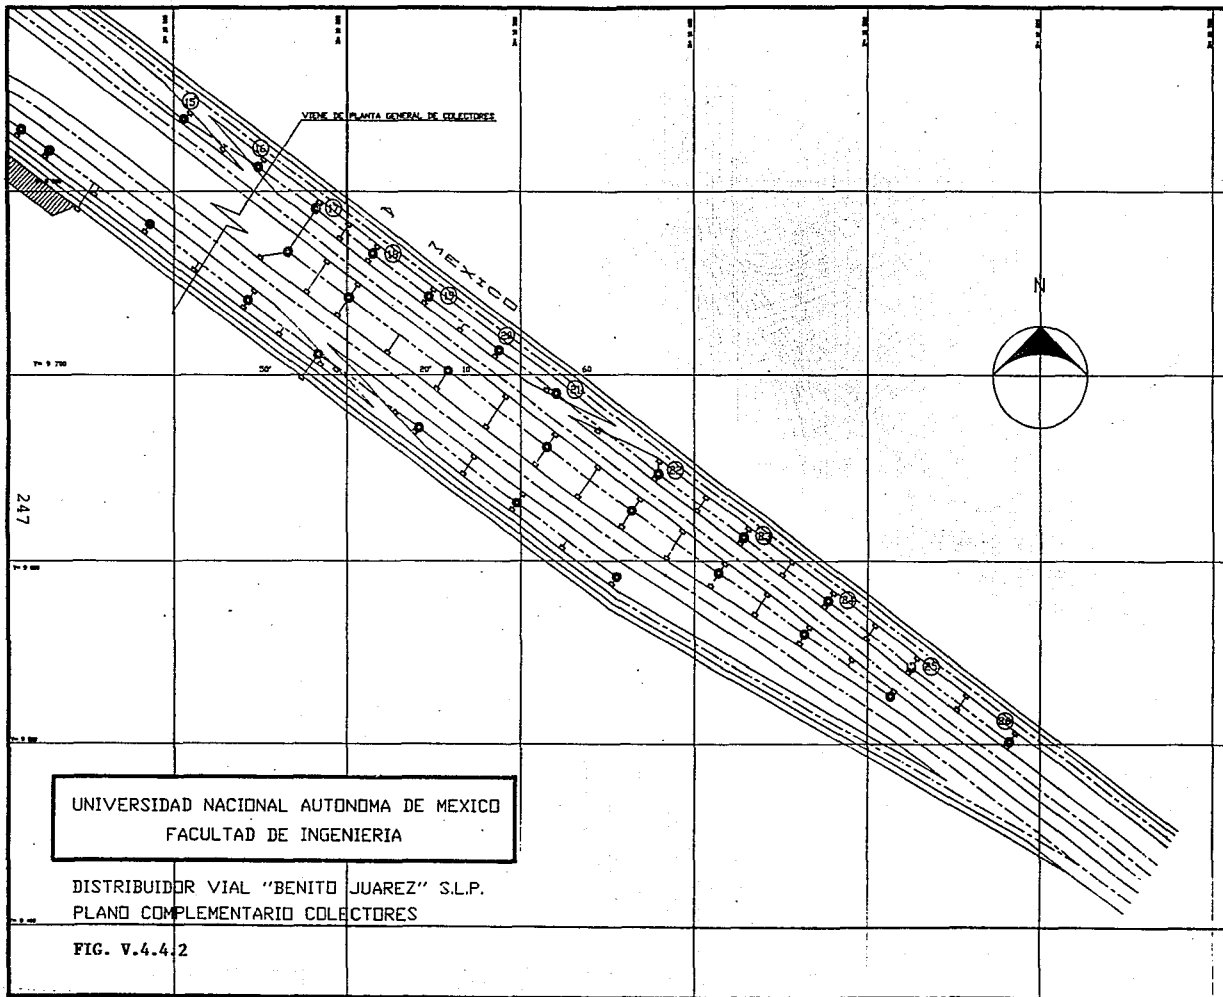 15
VIENE DE PLANTA GENERAL DE COLECTORES
16
17
A MEXICO
18
19
N
20
Y= 9 700
50'
20'
10
60
21
22
247
23
24
25
26
UNIVERSIDAD NACIONAL AUTONOMA DE MEXICO
FACULTAD DE INGENIERIA
DISTRIBUIDOR VIAL "BENITO JUAREZ" S.L.P.
PLANO COMPLEMENTARIO COLECTORES
FIG. V.4.4.2